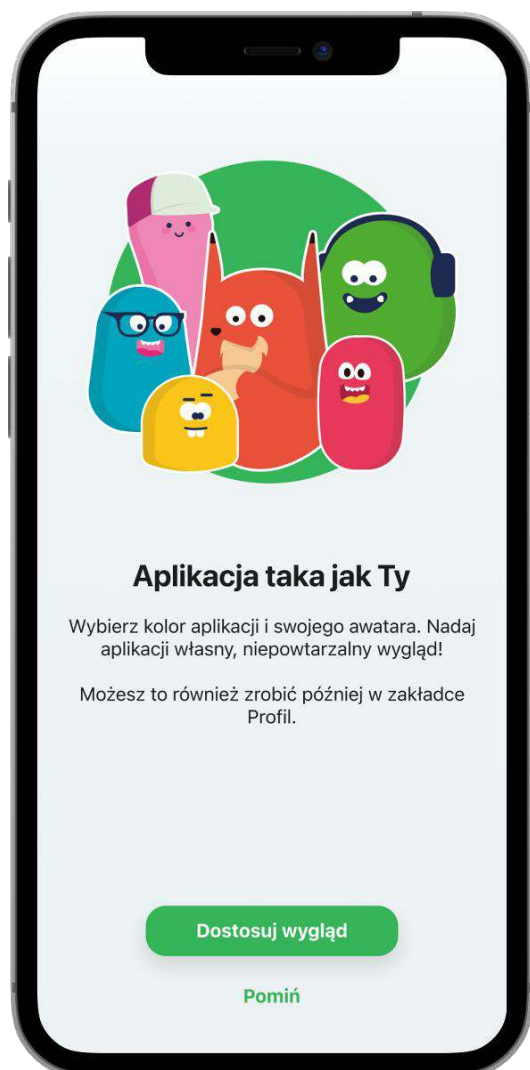 Aplikacja taka jak Ty
Wybierz kolor aplikacji i swojego awatara. Nadaj
aplikacji własny, niepowtarzalny wygląd!
Możesz to również zrobić później w zakładce
Profil.
Dostosuj wygląd
Pomiń